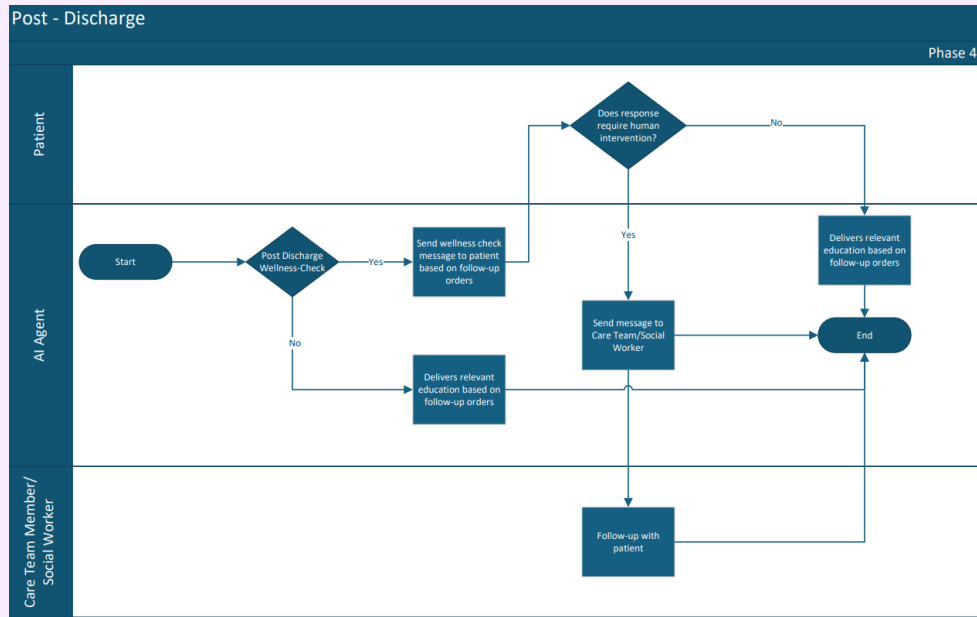 Post - Discharge
Phase 4
Patient
Does response
require human
intervention?
No
Yes
AI Agent
Start
Post Discharge
Wellness-Check
Yes
Send wellness check
message to patient
based on follow-up
orders
No
Delivers relevant
education based on
follow-up orders
Send message to
Care Team/Social
Worker
Delivers relevant
education based on
follow-up orders
End
Care Team Member/
Social Worker
Follow-up with
patient